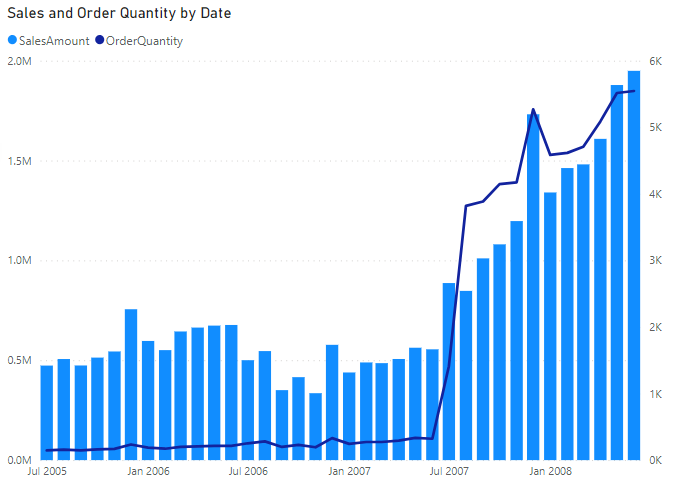 Sales and Order Quantity by Date
SalesAmount OrderQuantity
2.0M 6K
5K
1.5M
4K
1.0M 3K
2K
0.5M
1K
0.0M 0K
Jul 2005 Jan 2006 Jul 2006 Jan 2007 Jul 2007 Jan 2008